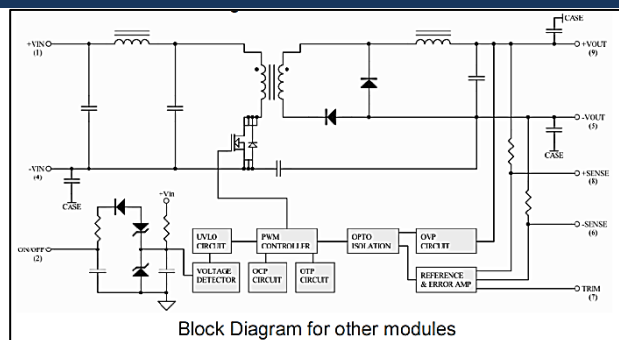 CASE
+VIN
(1)
+VOUT
(9)
-VOUT
(5)
CASE
-VIN
(4)
CASE
+SENSE
(8)
+Vin
-SENSE
(6)
ON/OFF
(2)
UVLO
CIRCUIT
PWM
CONTROLLER
OPTO
ISOLATION
OVP
CIRCUIT
VOLTAGE
DETECTOR
OCP
CIRCUIT
OTP
CIRCUIT
REFERENCE
& ERROR AMP
TRIM
(7)
Block Diagram for other modules